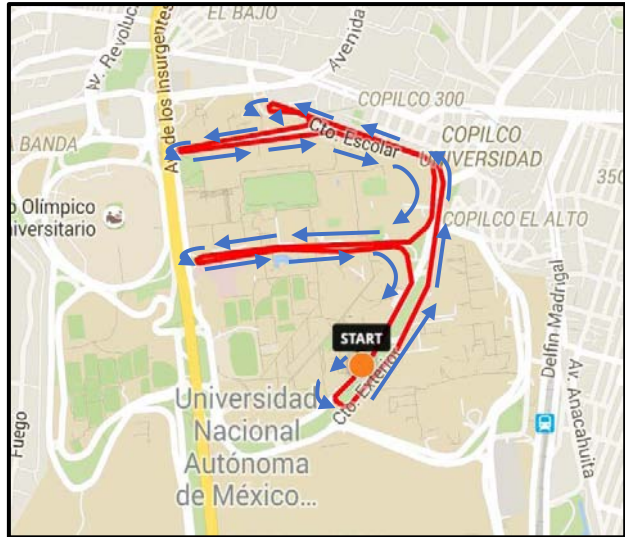 EL BAJO
Av. Revoluc
Avenida
Av. de los Insurgentes
COPILCO 300
Cto. Escolar
COPILCO
UNIVERSIDAD
A BANDA
350
o Olímpico
niversitario
COPILCO EL ALTO
START
Delfín Madrigal
Cto. Exterior
Av. Anacahuita
Universidad
Nacional
Autónoma
de México...
Fuego